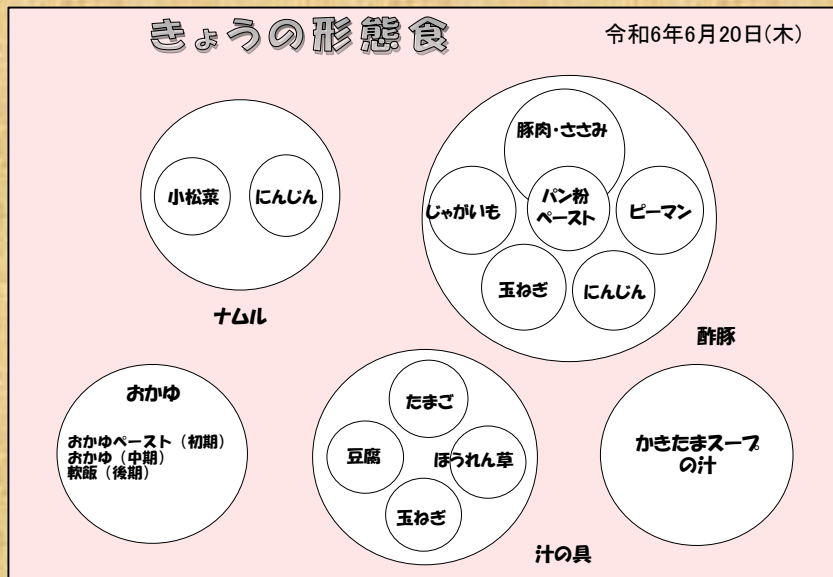 きょうの形態食
令和6年6月20日(木)
小松菜
にんじん
ナムル
豚肉・ささみ
じゃがいも
パン粉
ペースト
ピーマン
玉ねぎ
にんじん
酢豚
おかゆ
おかゆペースト（初期）
おかゆ（中期）
軟飯（後期）
たまご
豆腐
ほうれん草
玉ねぎ
汁の具
かきたまスープ
の汁